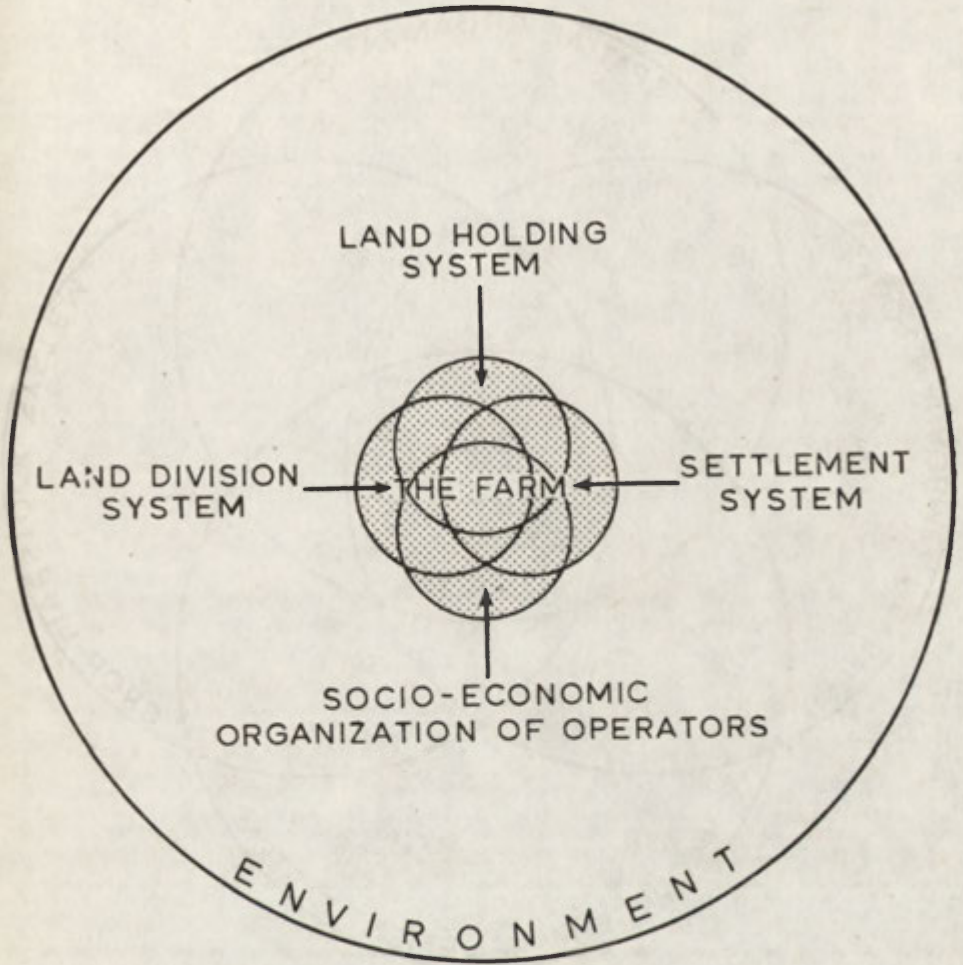 LAND HOLDING
SYSTEM
LAND DIVISION
SYSTEM
THE FARM
SETTLEMENT
SYSTEM
SOCIO-ECONOMIC
ORGANIZATION OF OPERATORS
ENVIRONMENT